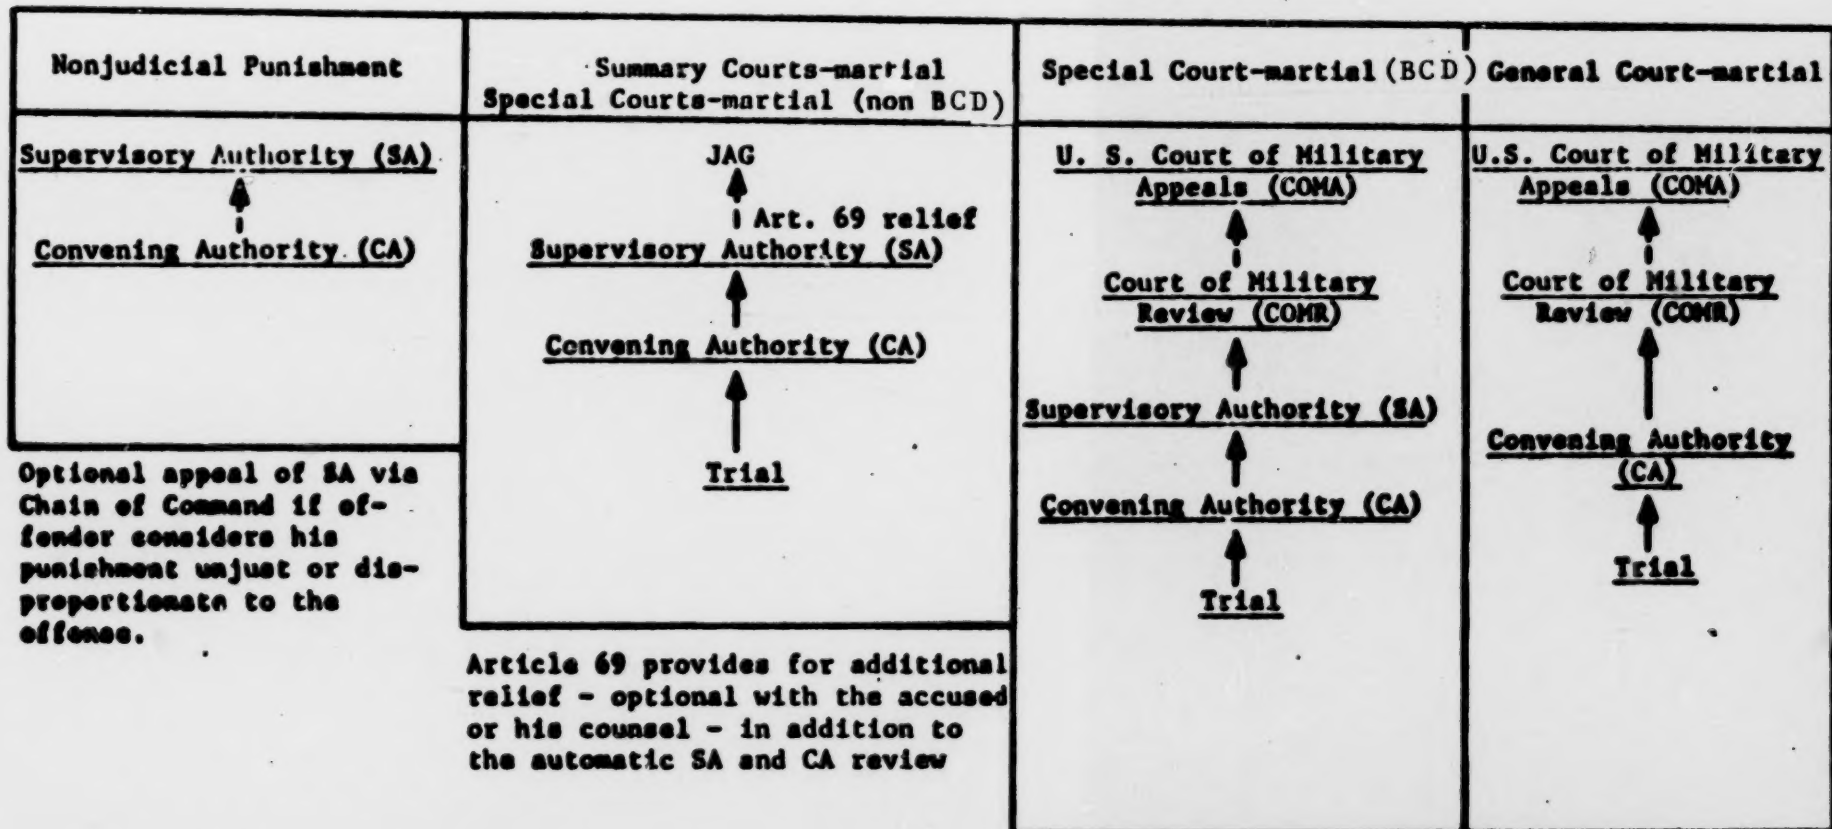 Nonjudicial Punishment
Supervisory Authority (SA)
Convening Authority (CA)
Optional appeal of SA via
Chain of Command if of-
fender considers his
punishment unjust or dis-
proportionate to the
offense.
Summary Courts-martial
Special Courts-martial (non BCD)
JAG
Art. 69 relief
Supervisory Authority (SA)
Convening Authority (CA)
Trial
Article 69 provides for additional
relief - optional with the accused
or his counsel - in addition to
the automatic SA and CA review
Special Court-martial (BCD)
U. S. Court of Military
Appeals (COMA)
Court of Military
Review (COMR)
Supervisory Authority (SA)
Convening Authority (CA)
Trial
General Court-martial
U.S. Court of Military
Appeals (COMA)
Court of Military
Review (COMR)
Convening Authority
(CA)
Trial